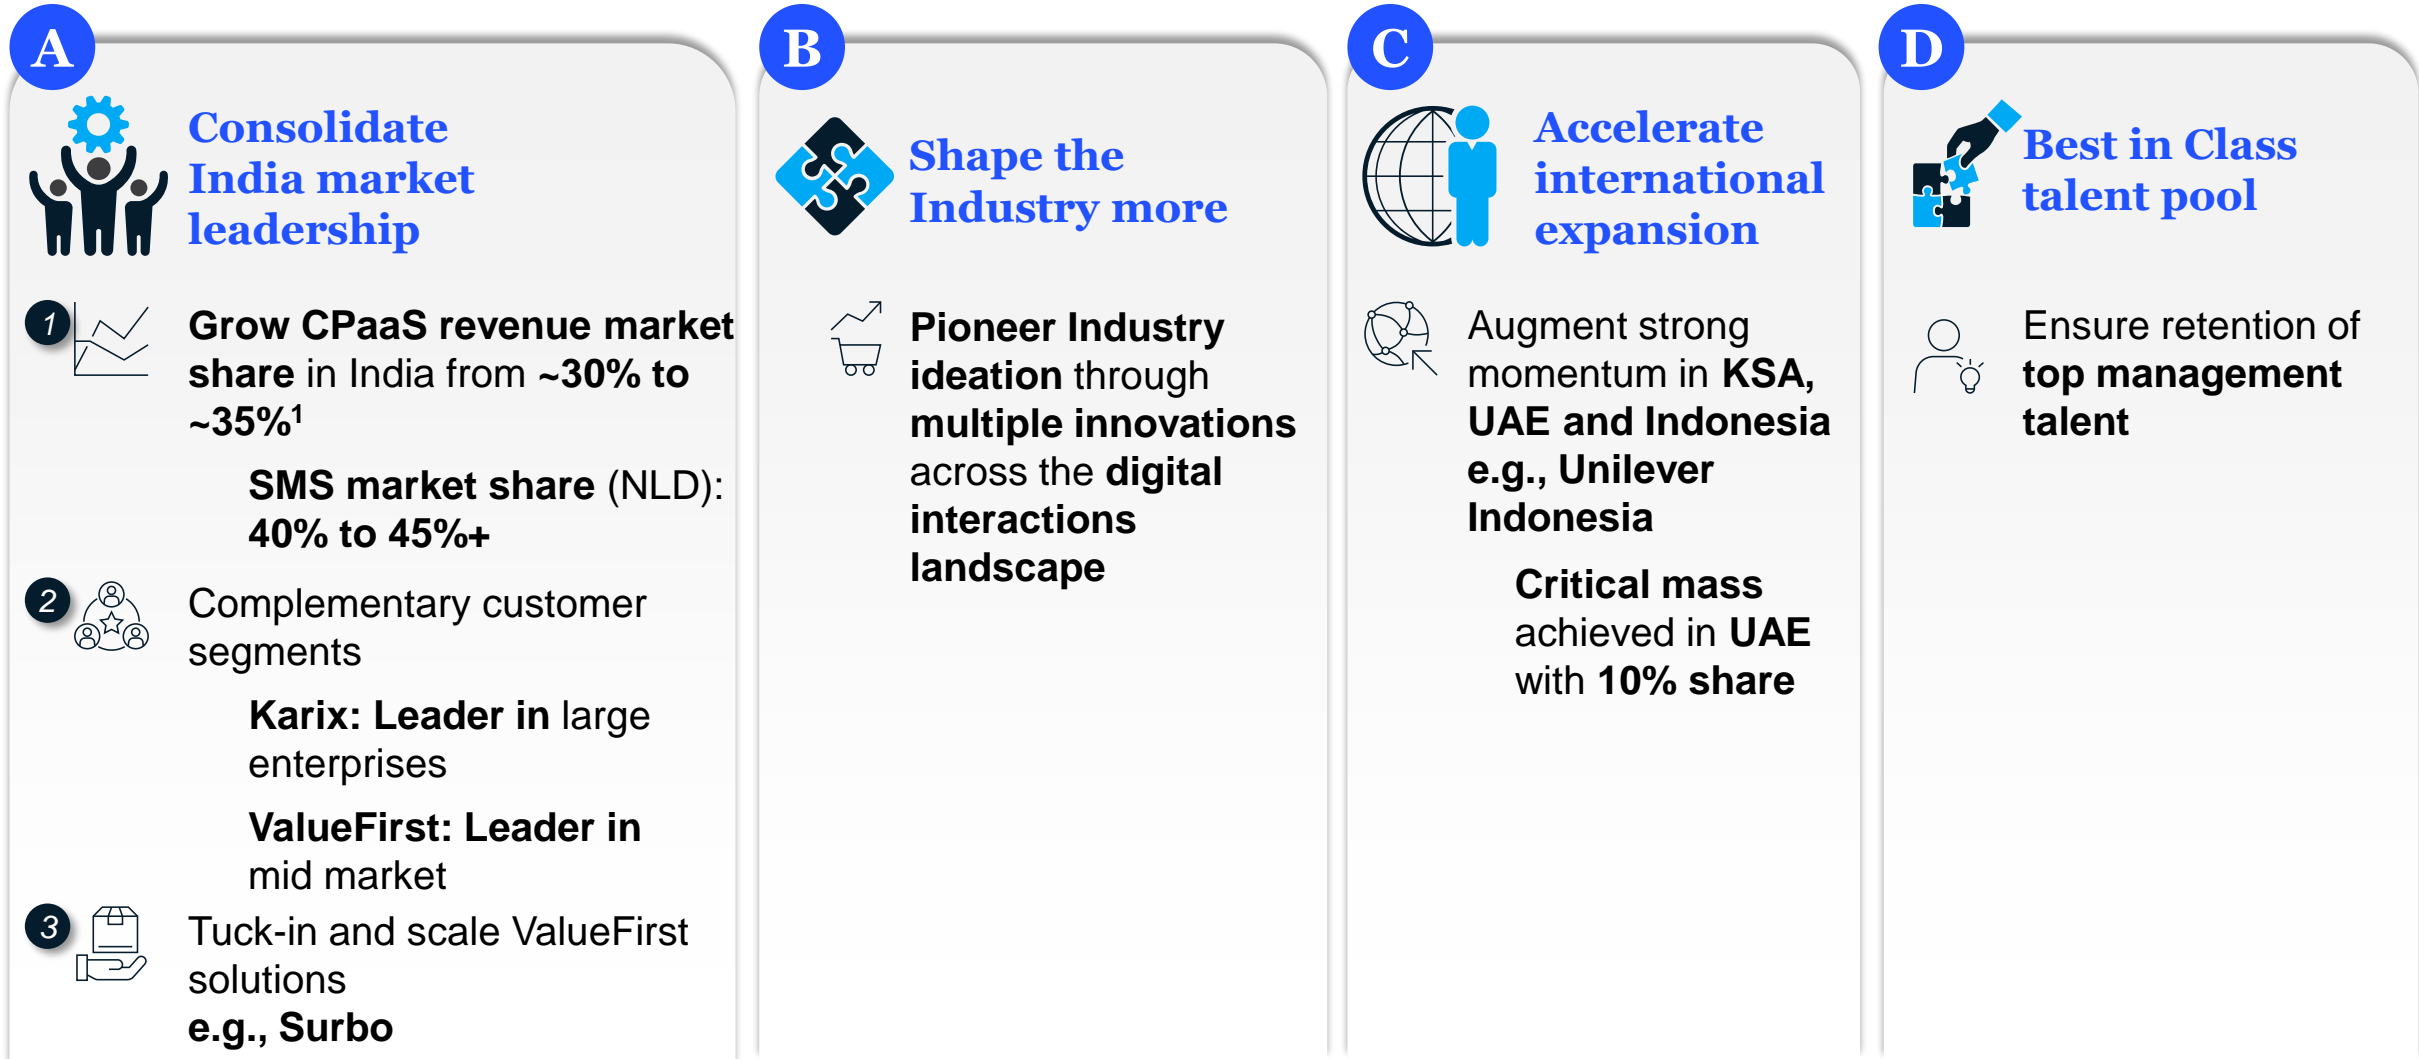 A
Consolidate
India market
leadership
1
Grow CPaaS revenue market
share in India from ~30% to
~35%¹
SMS market share (NLD):
40% to 45%+
2
Complementary customer
segments
Karix: Leader in large
enterprises
ValueFirst: Leader in
mid market
3
Tuck-in and scale ValueFirst
solutions
e.g., Surbo
B
Shape the
Industry more
Pioneer Industry
ideation through
multiple innovations
across the digital
interactions
landscape
C
Accelerate
international
expansion
Augment strong
momentum in KSA,
UAE and Indonesia
e.g., Unilever
Indonesia
Critical mass
achieved in UAE
with 10% share
D
Best in Class
talent pool
Ensure retention of
top management
talent